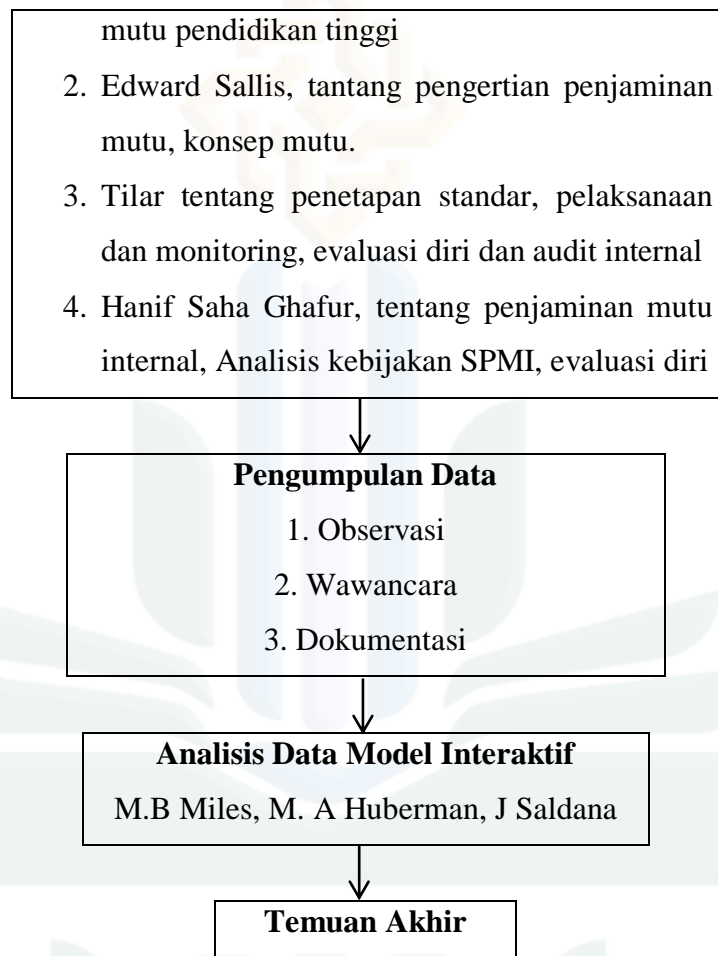 mutu pendidikan tinggi
2. Edward Sallis, tantang pengertian penjaminan
mutu, konsep mutu.
3. Tilar tentang penetapan standar, pelaksanaan
dan monitoring, evaluasi diri dan audit internal
4. Hanif Saha Ghafur, tentang penjaminan mutu
internal, Analisis kebijakan SPMI, evaluasi diri
Pengumpulan Data
1. Observasi
2. Wawancara
3. Dokumentasi
Analisis Data Model Interaktif
M.B Miles, M. A Huberman, J Saldana
Temuan Akhir